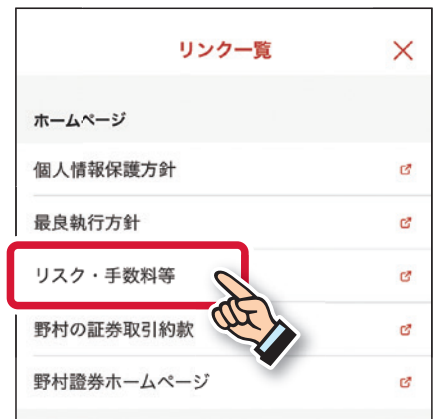 リンク一覧
ホームページ
個人情報保護方針
最良執行方針
リスク・手数料等
野村の証券取引約款
野村證券ホームページ